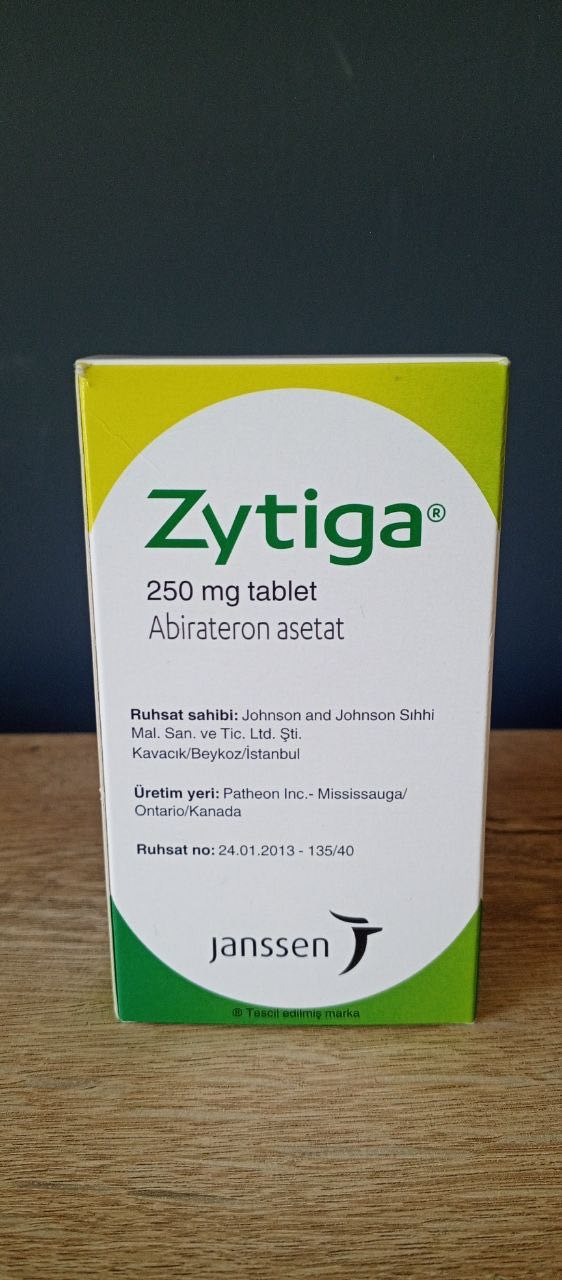 Zytiga®
250 mg tablet
Abirateron asetat
Ruhsat sahibi: Johnson and Johnson Sıhhi
Mal. San. ve Tic. Ltd. Şti.
Kavacık/Beykoz/İstanbul
Üretim yeri: Patheon Inc.- Mississauga/
Ontario/Kanada
Ruhsat no: 24.01.2013 - 135/40
janssen
® Tescil edilmiş marka